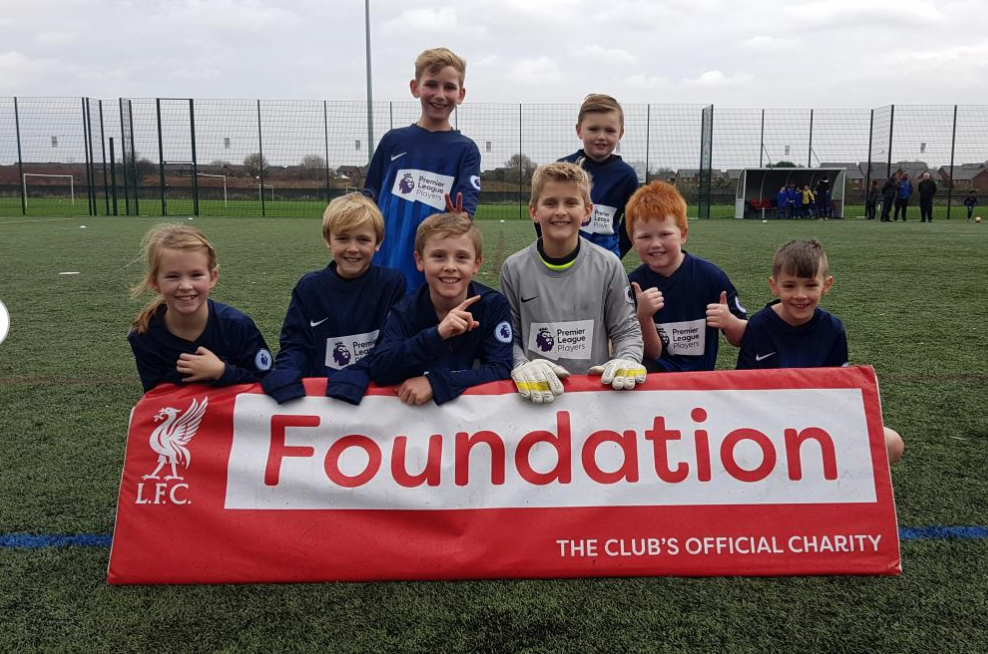 Premier
League
Players
Premier
League
Players
Premier
League
Players
Premier
League
Players
L.F.C.
Foundation
THE CLUB'S OFFICIAL CHARITY